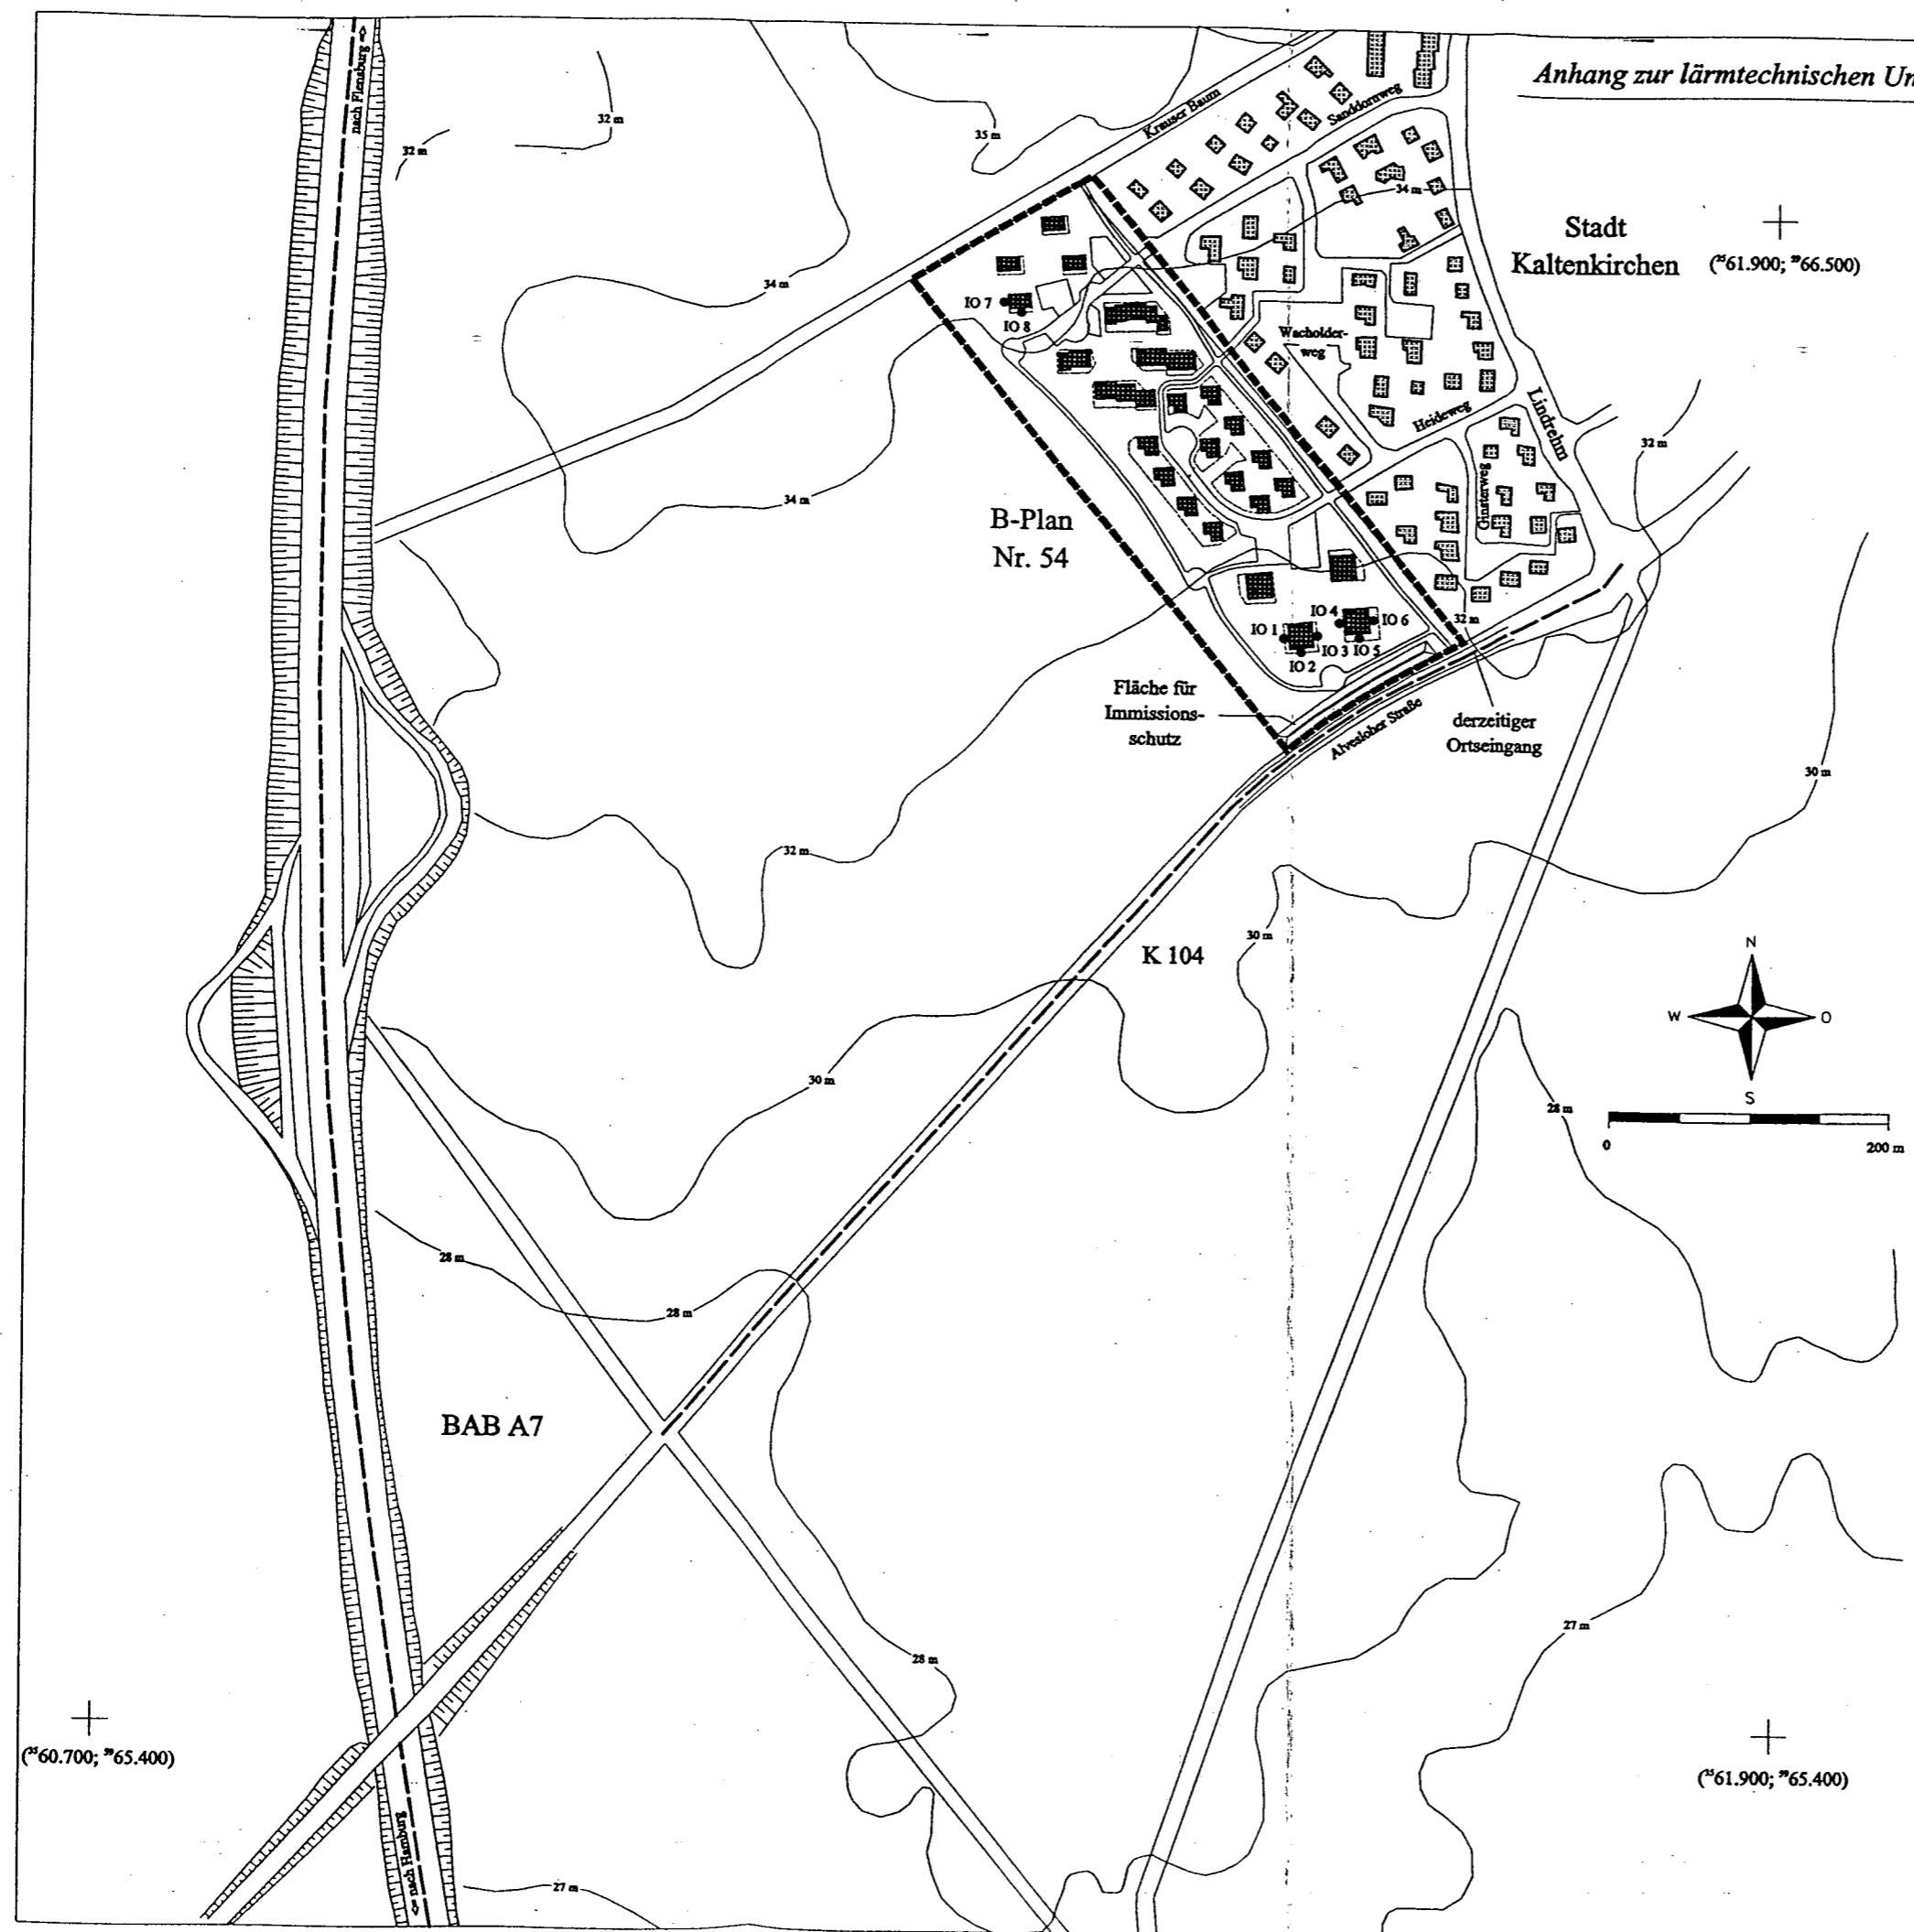 Anhang zur lärmtechnischen Un
nach Flensburg =>
32 m
32 m
35 m
Krauser Baum
Sanddornweg
34 m
Stadt
Kaltenkirchen
(³⁵61.900; ⁵⁹66.500)
34 m
IO 7
IO 8
Wacholder-
weg
Heideweg
Lindrehm
32 m
Ginsterweg
34 m
B-Plan
Nr. 54
IO 4
IO 6
32 m
IO 1
IO 3
IO 5
IO 2
Fläche für
Immissions-
schutz
Alvesloher Straße
derzeitiger
Ortseingang
30 m
32 m
K 104
30 m
N
W
O
S
0
200 m
30 m
28 m
28 m
28 m
BAB A7
28 m
27 m
(³⁵60.700; ⁵⁹65.400)
(³⁵61.900; ⁵⁹65.400)
<= nach Hamburg
27 m